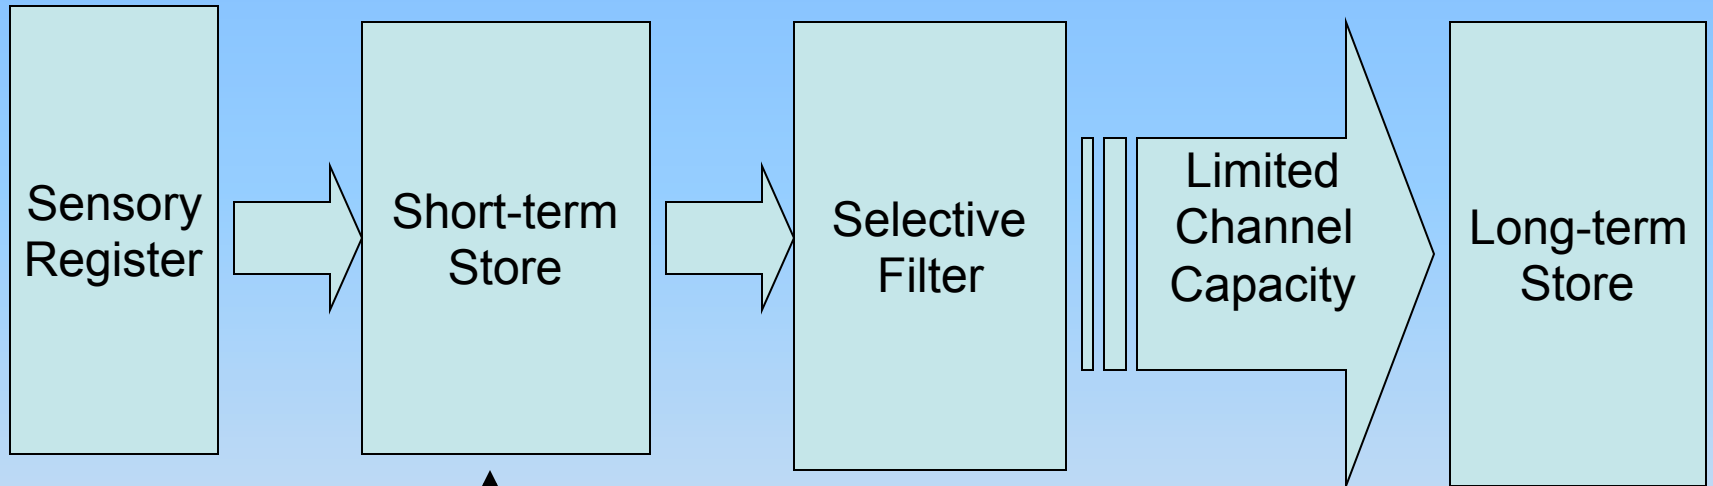 Sensory
Register
Short-term
Store
Selective
Filter
Limited
Channel
Capacity
Long-term
Store